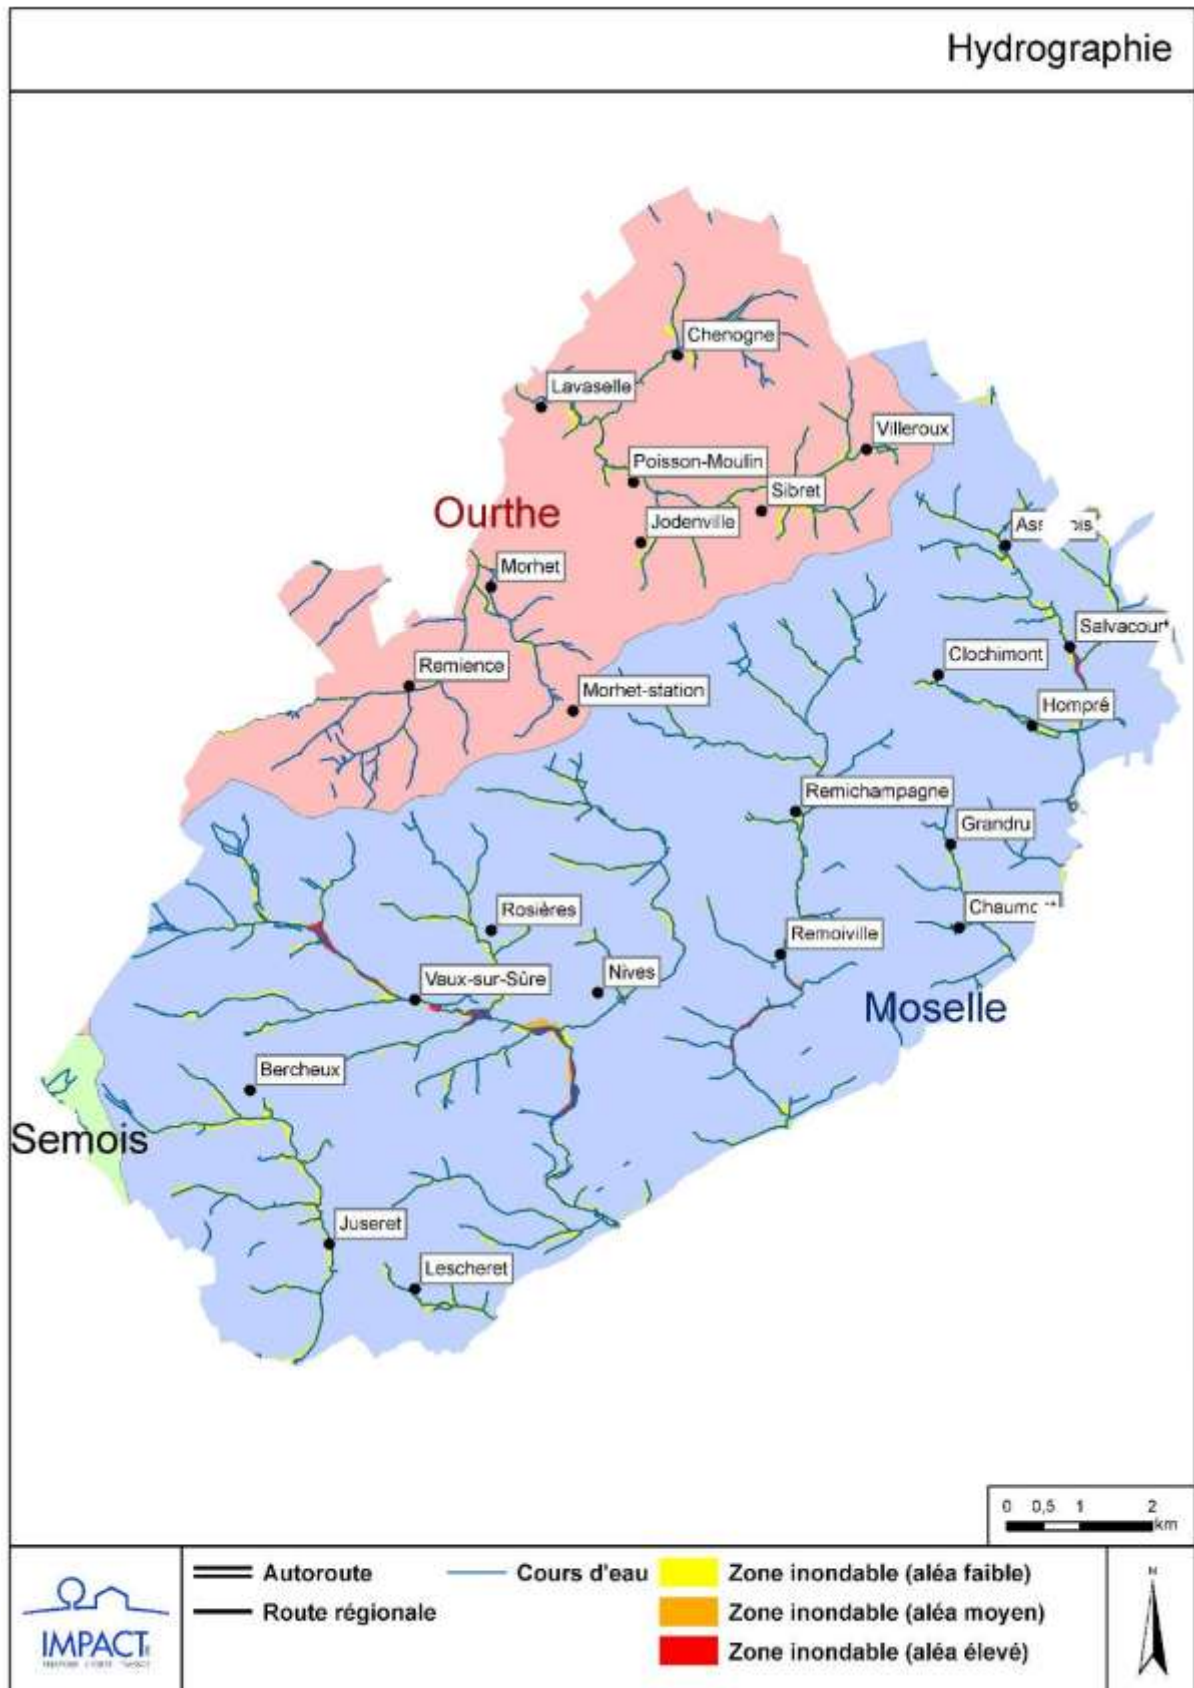 Hydrographie
Chenogne
Lavaselle
Villeroux
Poisson-Moulin
Sibret
Ourthe
Jodenville
Morhet
Salvacourt
Clochimont
Remience
Morhet-station
Hompré
Remichampagne
Grandru
Rosières
Remoiville
Vaux-sur-Sûre
Nives
Moselle
Bercheux
Semois
Juseret
Lescheret
0 0,5 1 2
km
Autoroute
Cours d'eau
Zone inondable (aléa faible)
Route régionale
Zone inondable (aléa moyen)
Zone inondable (aléa élevé)
N
IMPACT